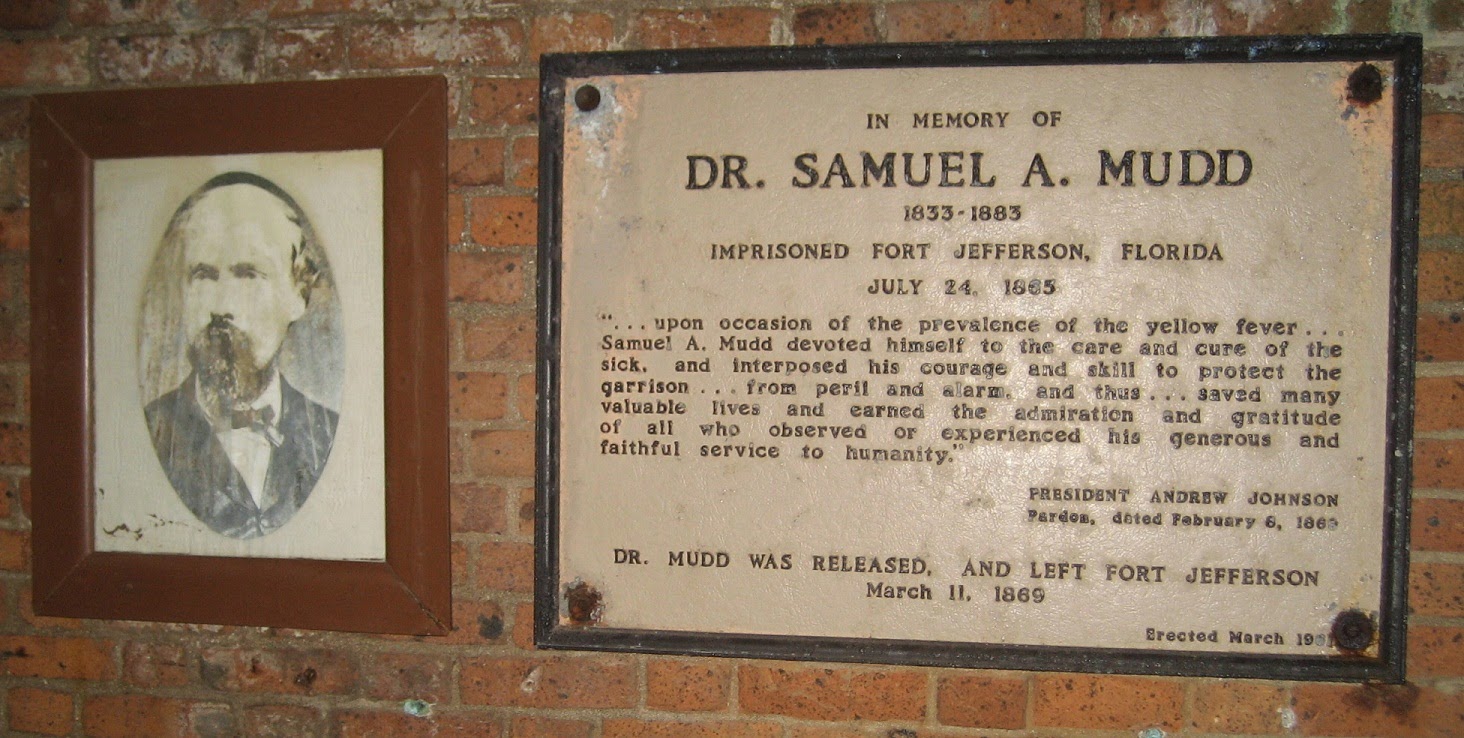 IN MEMORY OF
DR. SAMUEL A. MUDD
1833-1883
IMPRISONED FORT JEFFERSON, FLORIDA
JULY 24, 1865
"...upon occasion of the prevalence of the yellow fever...
Samuel A. Mudd devoted himself to the care and cure of the
sick, and interposed his courage and skill to protect the
garrison...from peril and alarm, and thus...saved many
valuable lives and earned the admiration and gratitude
of all who observed or experienced his generous and
faithful service to humanity."
PRESIDENT ANDREW JOHNSON
Pardon, dated February 8, 1869
DR. MUDD WAS RELEASED, AND LEFT FORT JEFFERSON
March 11, 1869
Erected March